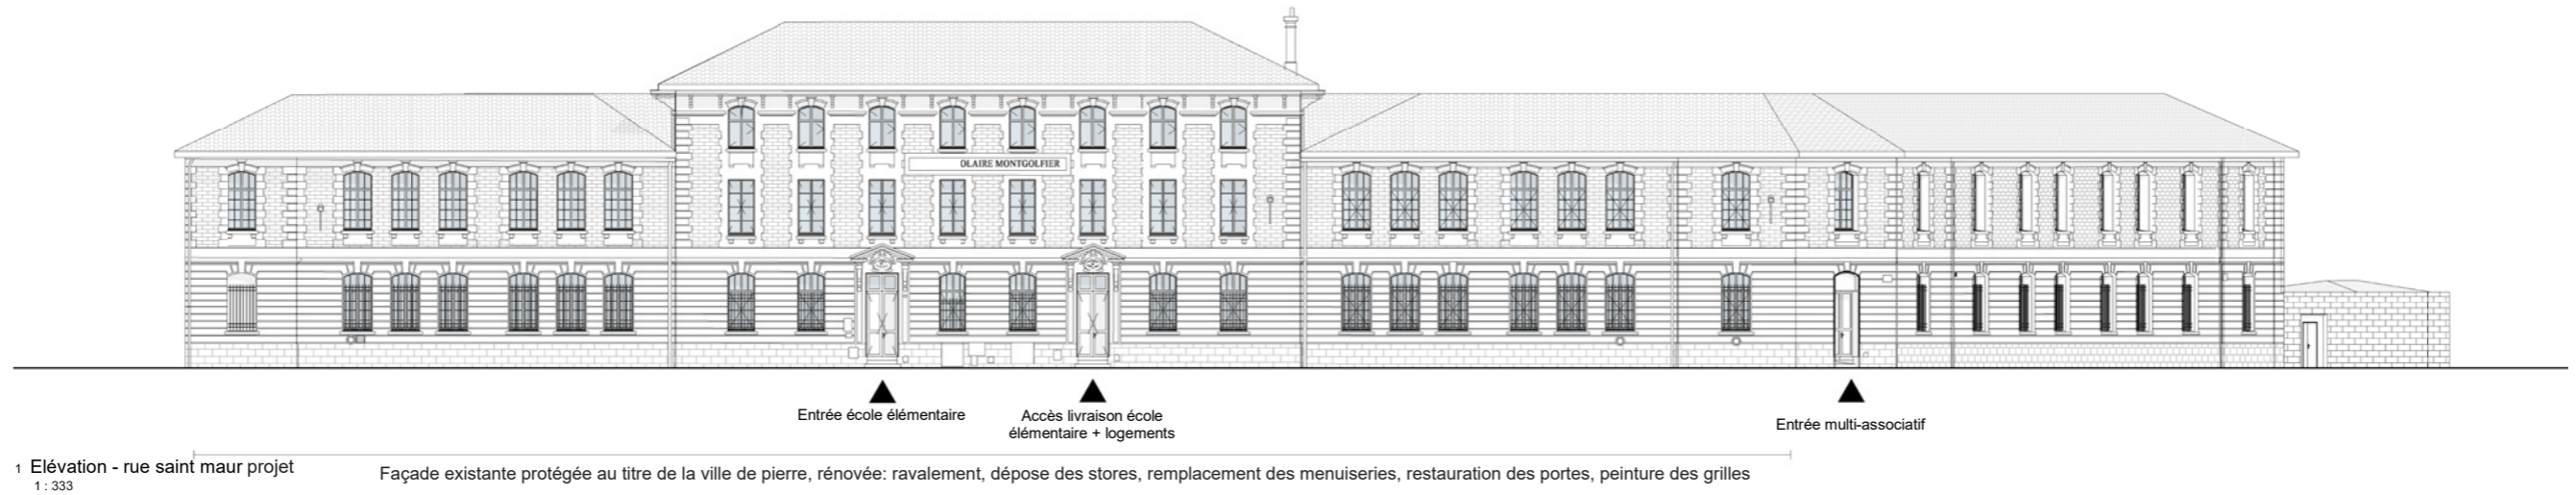 OLAIRE MONTGOLFIER
Entrée école élémentaire
Accès livraison école
élémentaire + logements
Entrée multi-associatif
1 Elévation - rue saint maur projet
1 : 333
Façade existante protégée au titre de la ville de pierre, rénovée: ravalement, dépose des stores, remplacement des menuiseries, restauration des portes, peinture des grilles